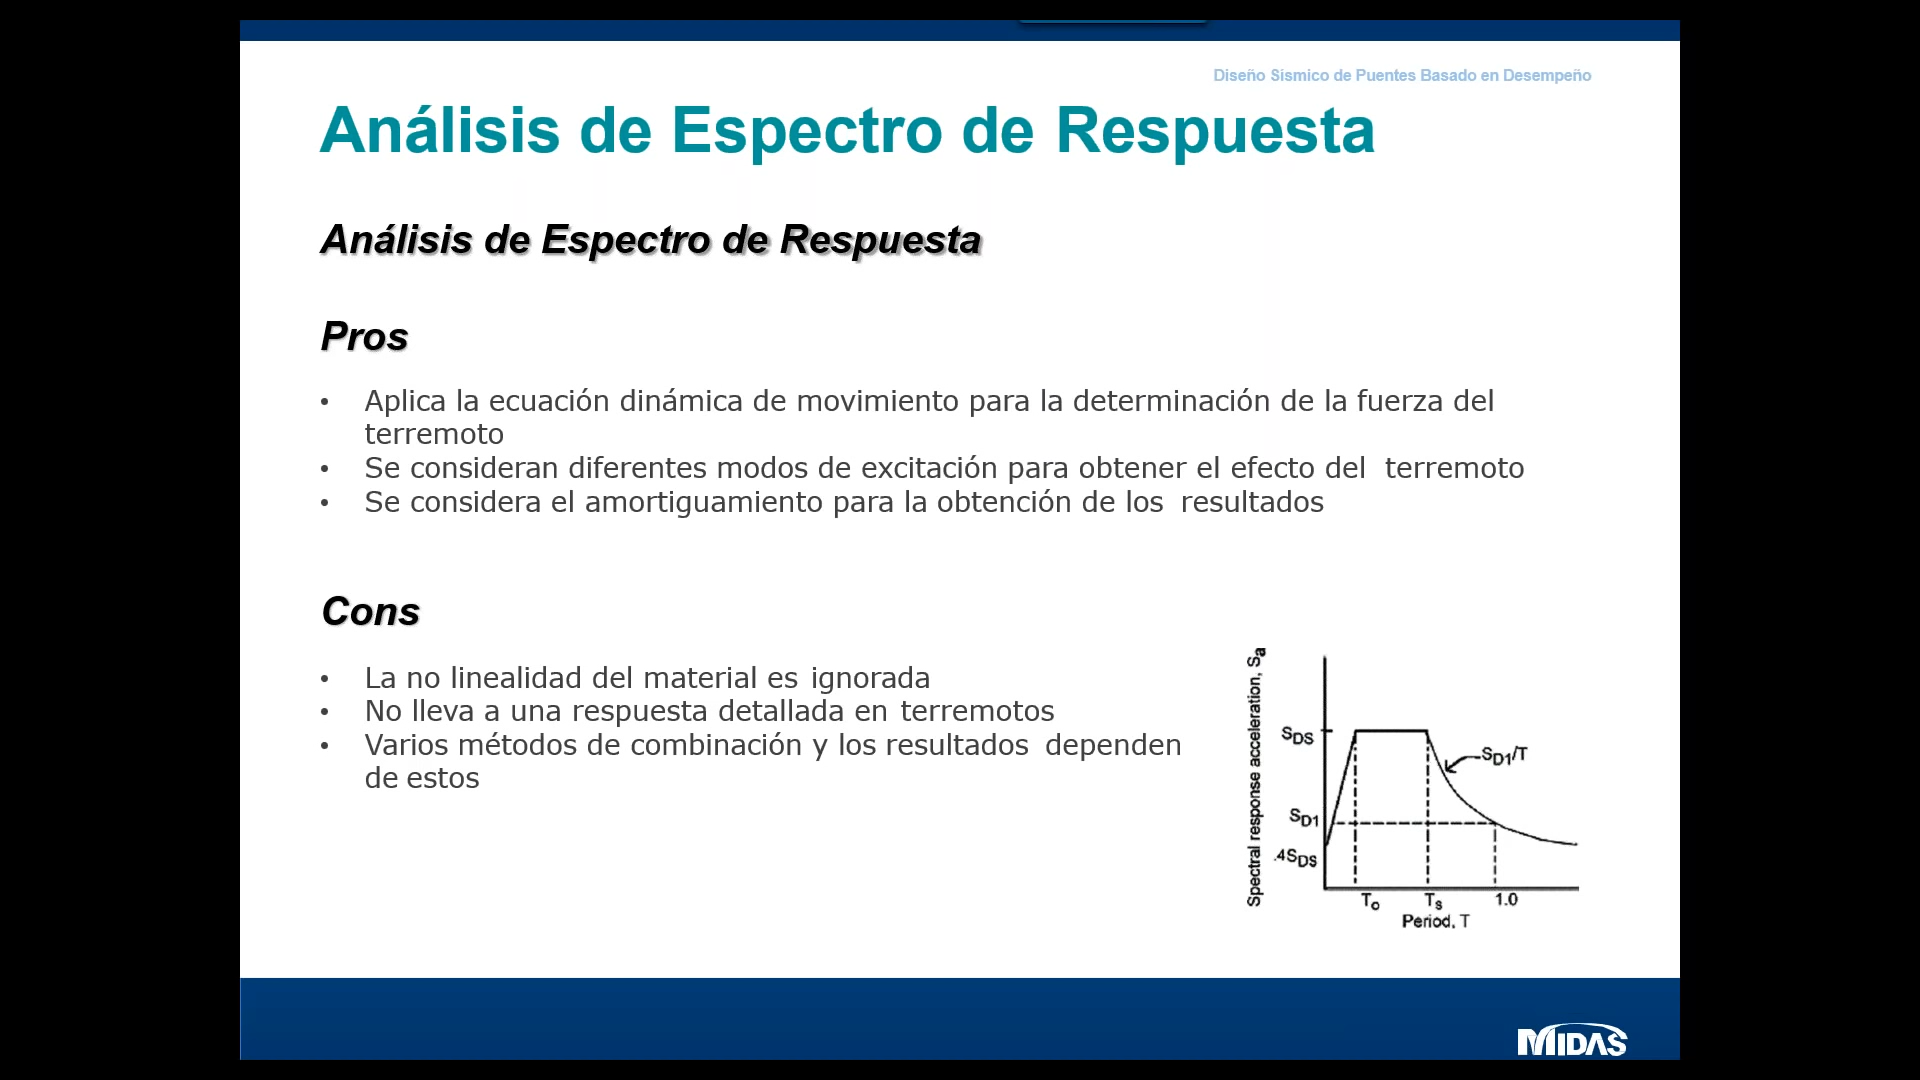 Diseño Sísmico de Puentes Basado en Desempeño
Análisis de Espectro de Respuesta
Análisis de Espectro de Respuesta
Pros
• Aplica la ecuación dinámica de movimiento para la determinación de la fuerza del
terremoto
• Se consideran diferentes modos de excitación para obtener el efecto del terremoto
• Se considera el amortiguamiento para la obtención de los resultados
Cons
• La no linealidad del material es ignorada
• No lleva a una respuesta detallada en terremotos
• Varios métodos de combinación y los resultados dependen
de estos
Spectral response acceleration, Sa
SDS
SD1/T
SD1
.4SDS
To Ts 1.0
Period, T
MIDAS